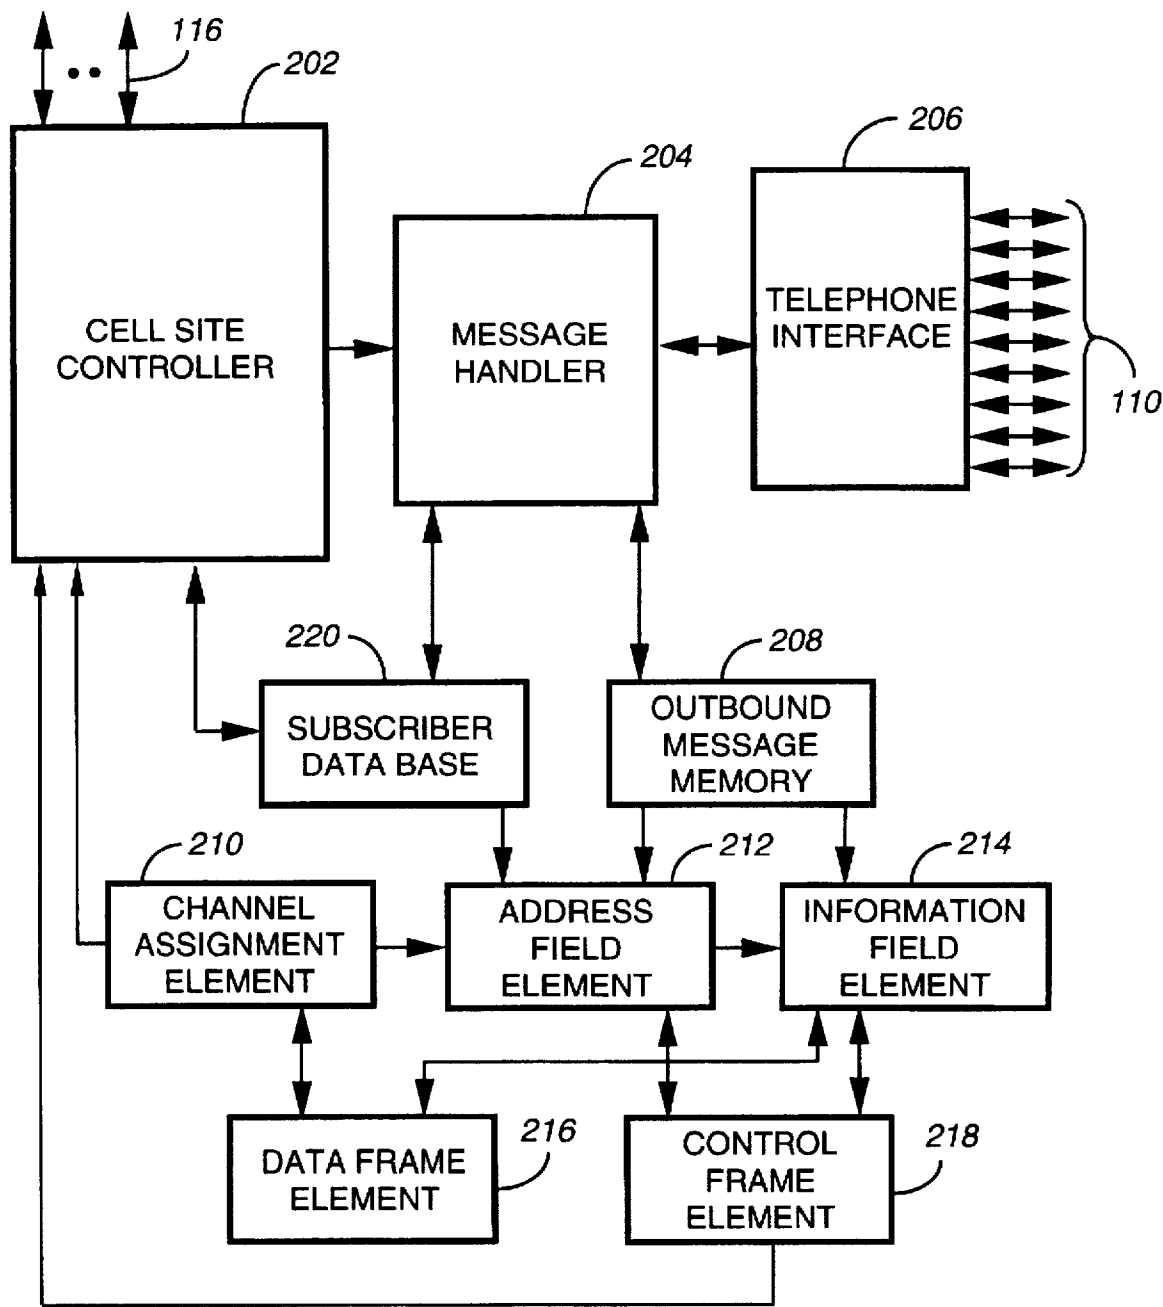 116
202
206
204
CELL SITE
CONTROLLER
MESSAGE
HANDLER
TELEPHONE
INTERFACE
110
220
208
SUBSCRIBER
DATA BASE
OUTBOUND
MESSAGE
MEMORY
210
212
214
CHANNEL
ASSIGNMENT
ELEMENT
ADDRESS
FIELD
ELEMENT
INFORMATION
FIELD
ELEMENT
216
218
DATA FRAME
ELEMENT
CONTROL
FRAME
ELEMENT